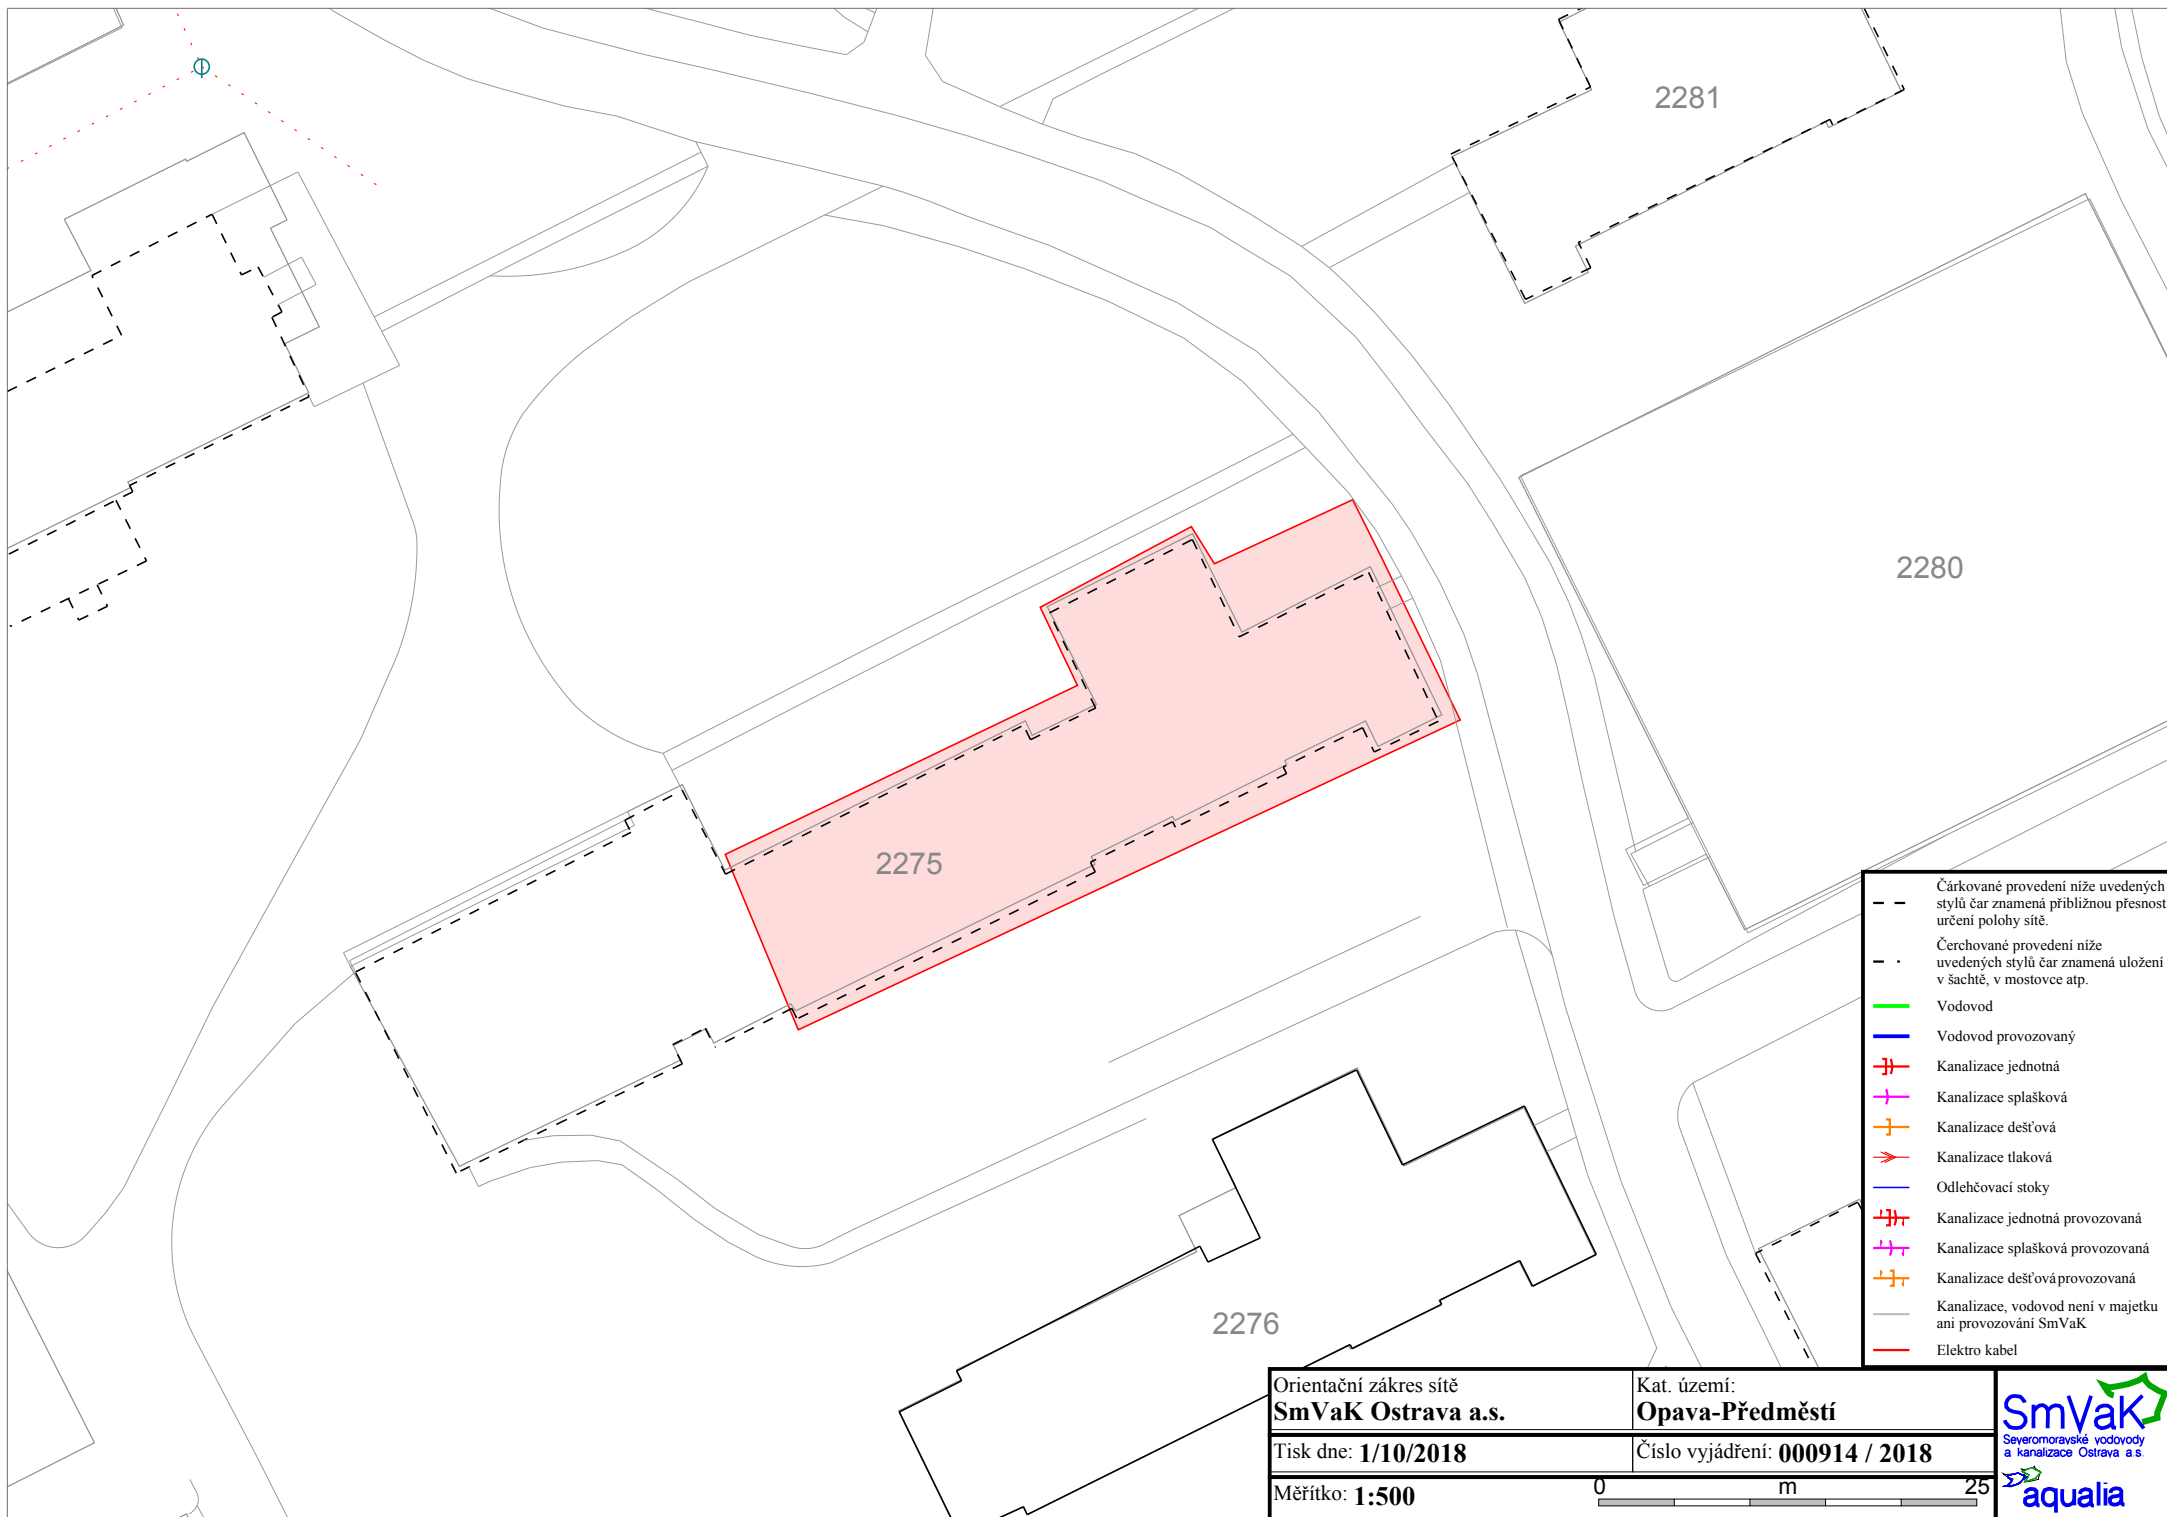 2281
2280
2275
2276
Čárkované provedení níže uvedených
stylů čar znamená přibližnou přesnost
určení polohy sítě.
Čerchované provedení níže
uvedených stylů čar znamená uložení
v šachtě, v mostovce atp.
Vodovod
Vodovod provozovaný
Kanalizace jednotná
Kanalizace splašková
Kanalizace dešťová
Kanalizace tlaková
Odlehčovací stoky
Kanalizace jednotná provozovaná
Kanalizace splašková provozovaná
Kanalizace dešťová provozovaná
Kanalizace, vodovod není v majetku
ani provozování SmVaK
Elektro kabel
Orientační zákres sítě
SmVaK Ostrava a.s.
Kat. území:
Opava-Předměstí
Tisk dne: 1/10/2018
Číslo vyjádření: 000914 / 2018
Měřítko: 1:500
0 m 25
SmVaK
Severomoravské vodovody
a kanalizace Ostrava a.s.
aqualia